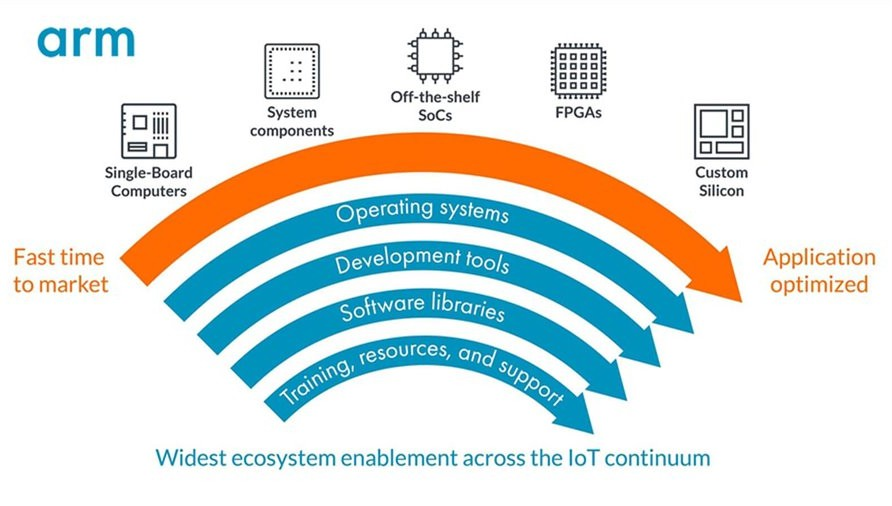 arm
Single-Board
Computers
System
components
Off-the-shelf
SoCs
FPGAs
Custom
Silicon
Fast time
to market
Application
optimized
Operating systems
Development tools
Software libraries
Training, resources, and support
Widest ecosystem enablement across the IoT continuum